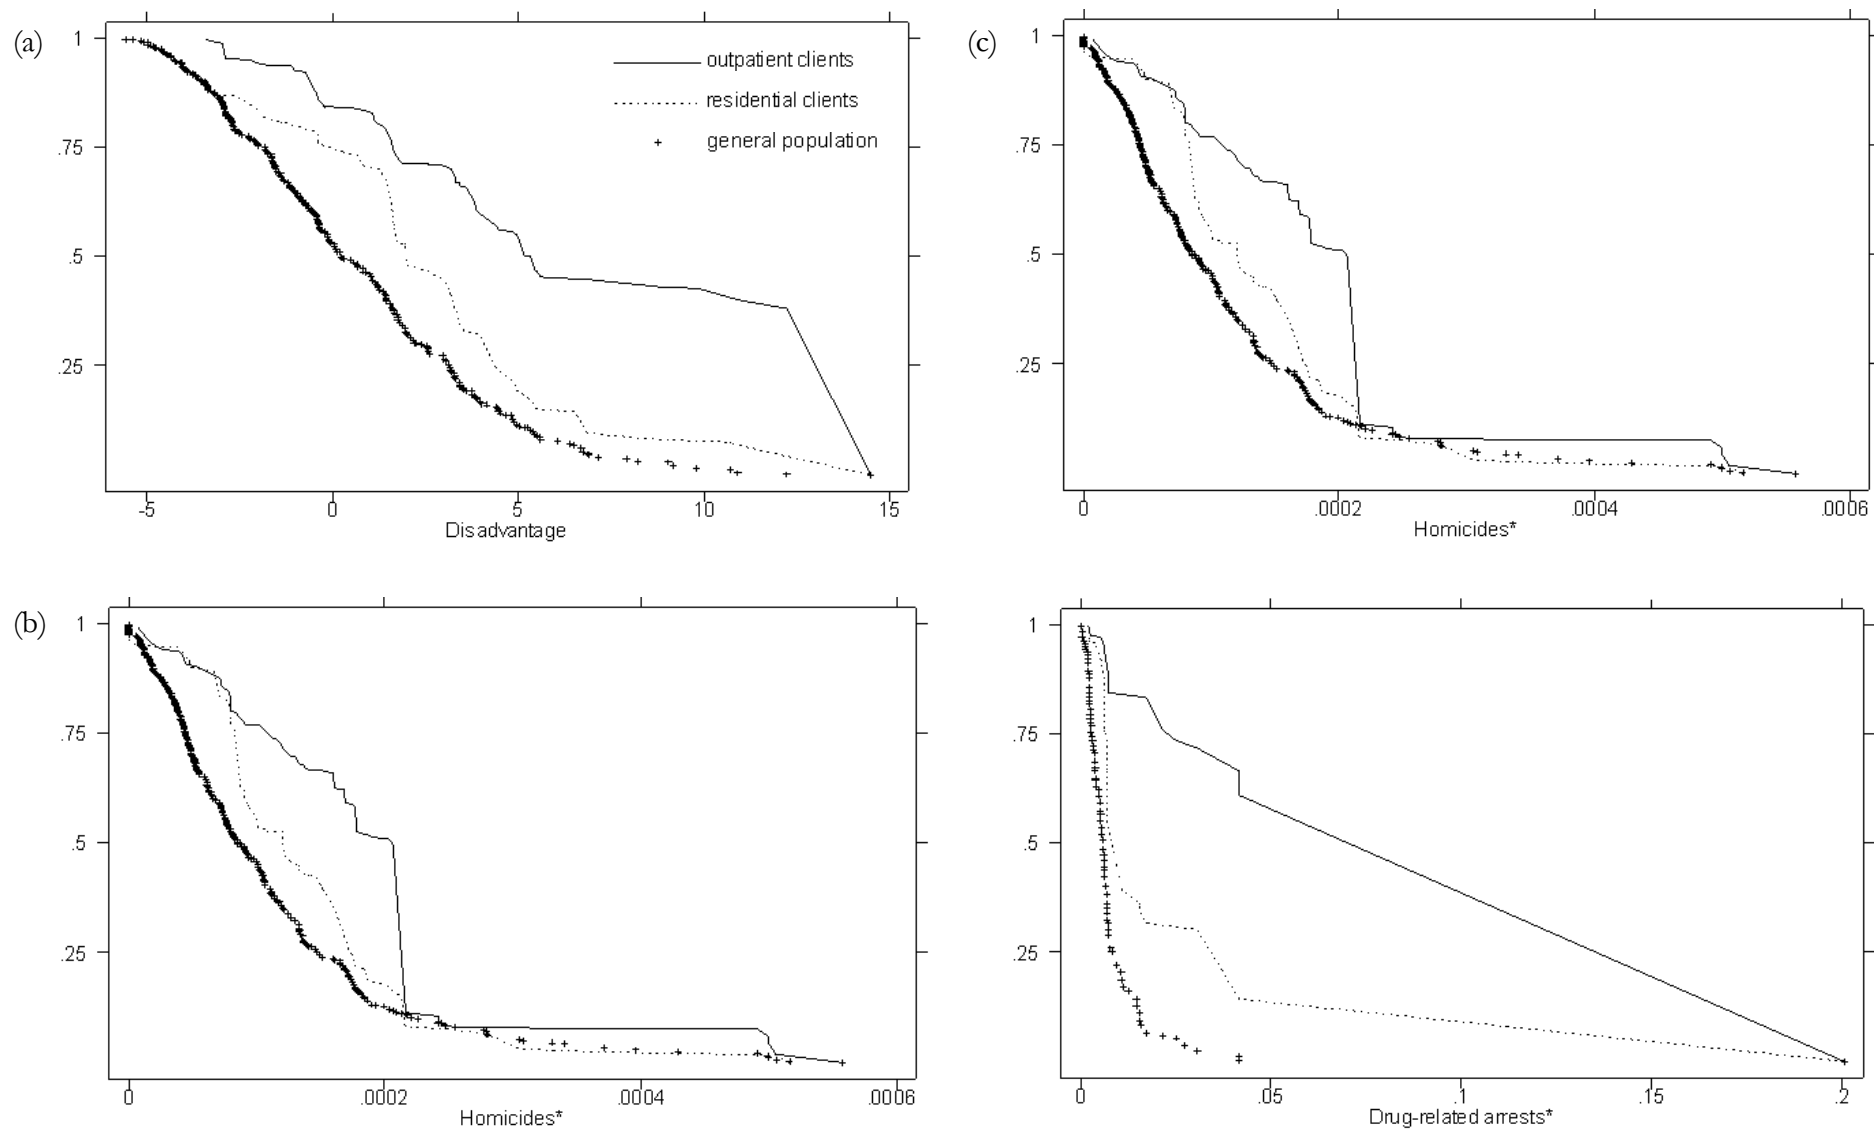 (a)
1
.75
.5
.25
outpatient clients
residential clients
general population
-5 0 5 10 15
Disadvantage
(c)
1
.75
.5
.25
0 .0002 .0004 .0006
Homicides*
(b)
1
.75
.5
.25
0 .0002 .0004 .0006
Homicides*
1
.75
.5
.25
0 .05 .1 .15 .2
Drug-related arrests*